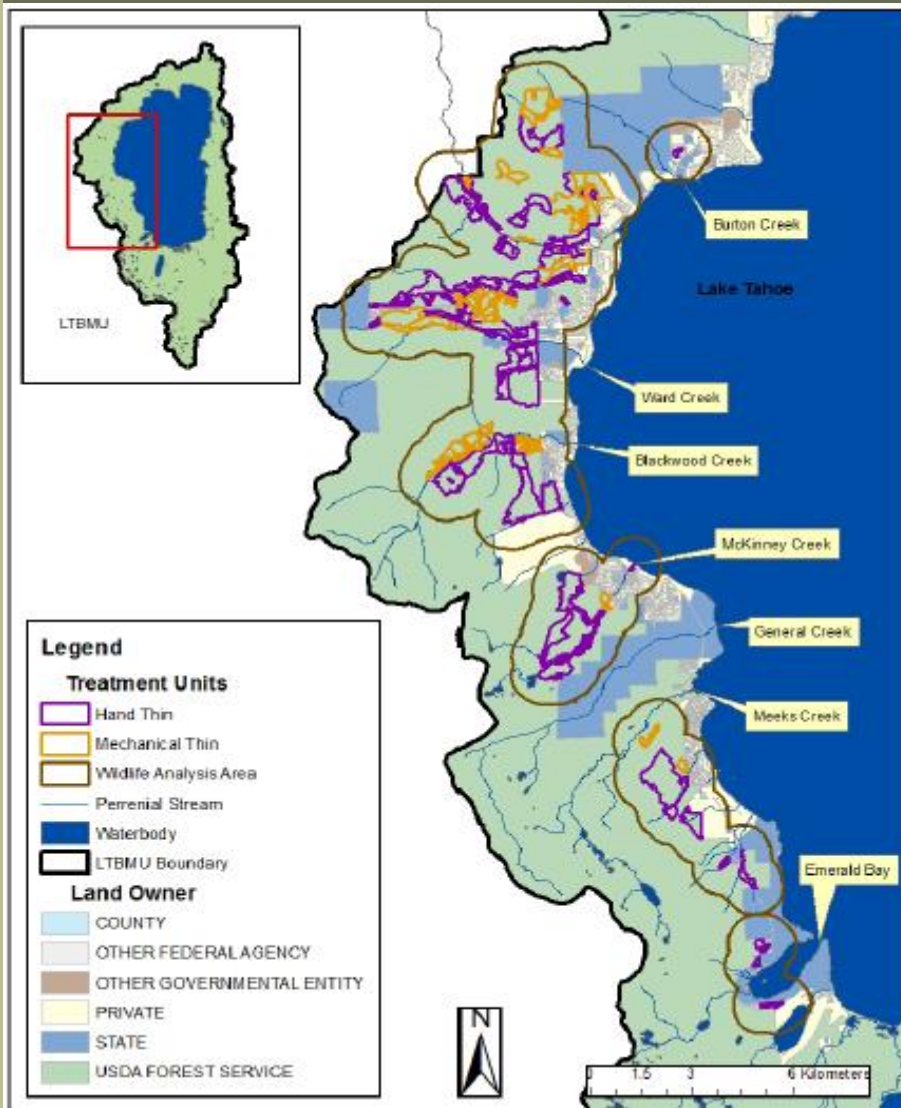 LTBMU
Burton Creek
Lake Tahoe
Ward Creek
Blackwood Creek
McKinney Creek
General Creek
Meeks Creek
Emerald Bay
Legend
Treatment Units
Hand Thin
Mechanical Thin
Wildlife Analysis Area
Perrenial Stream
Waterbody
LTBMU Boundary
Land Owner
COUNTY
OTHER FEDERAL AGENCY
OTHER GOVERNMENTAL ENTITY
PRIVATE
STATE
USDA FOREST SERVICE
N
0 1.5 3 6 Kilometers